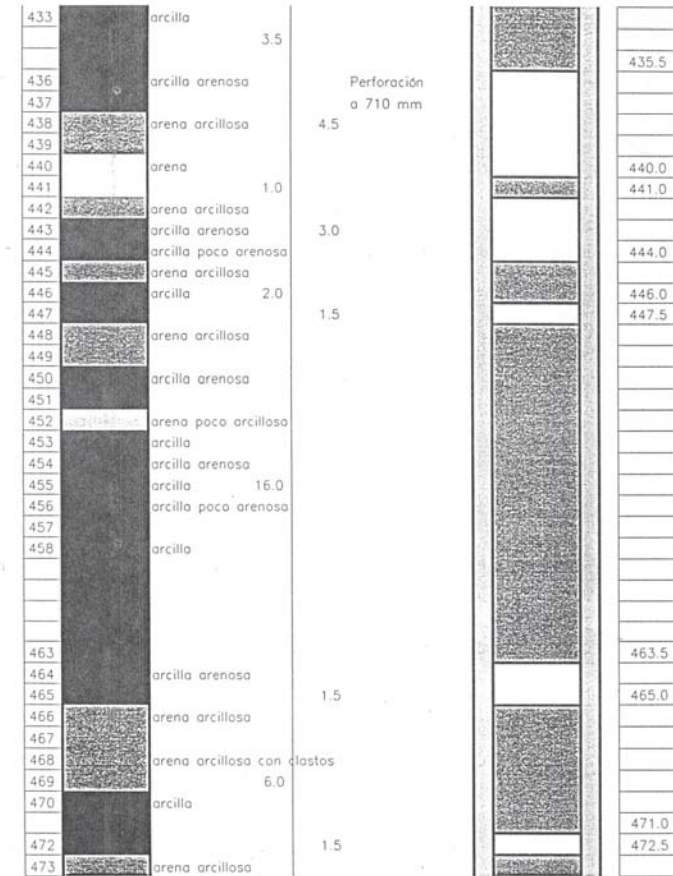 433 arcilla
3.5
435.5
436 arcilla arenosa Perforación
437 a 710 mm
438 arena arcillosa 4.5
439
440 arena 440.0
441 1.0 441.0
442 arena arcillosa
443 arcilla arenosa 3.0
444 arcilla poco arenosa 444.0
445 arena arcillosa
446 arcilla 2.0 446.0
447 1.5 447.5
448 arena arcillosa
449
450 arcilla arenosa
451
452 arena poco arcillosa
453 arcilla
454 arcilla arenosa
455 arcilla 16.0
456 arcilla poco arenosa
457
458 arcilla
463 463.5
464 arcilla arenosa
465 1.5 465.0
466 arena arcillosa
467
468 arena arcillosa con clastos
469 6.0
470 arcilla
471.0
472 1.5 472.5
473 arena arcillosa